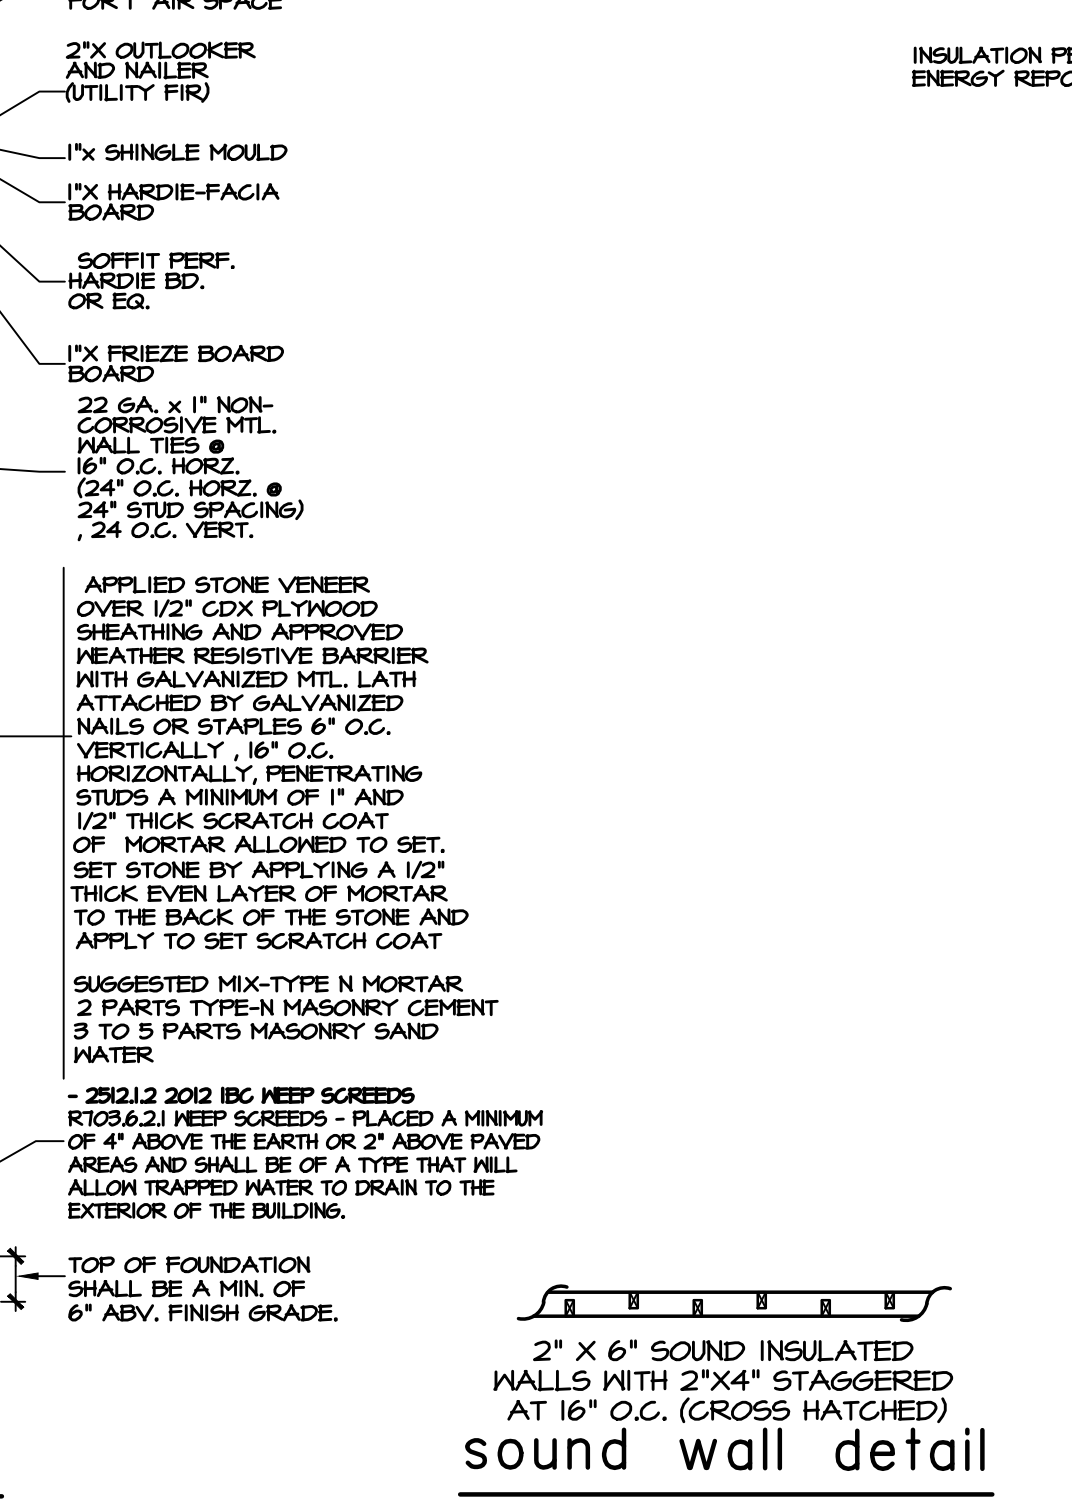 FOR 1" AIR SPACE
2"X OUTLOOKER
AND NAILER
(UTILITY FIR)
1"x SHINGLE MOULD
1"X HARDIE-FACIA
BOARD
SOFFIT PERF.
HARDIE BD.
OR EQ.
1"X FRIEZE BOARD
BOARD
22 GA. x 1" NON-
CORROSIVE MTL.
WALL TIES @
16" O.C. HORZ.
(24" O.C. HORZ. @
24" STUD SPACING)
, 24 O.C. VERT.
APPLIED STONE VENEER
OVER 1/2" CDX PLYWOOD
SHEATHING AND APPROVED
WEATHER RESISTIVE BARRIER
WITH GALVANIZED MTL. LATH
ATTACHED BY GALVANIZED
NAILS OR STAPLES 6" O.C.
VERTICALLY , 16" O.C.
HORIZONTALLY, PENETRATING
STUDS A MINIMUM OF 1" AND
1/2" THICK SCRATCH COAT
OF MORTAR ALLOWED TO SET.
SET STONE BY APPLYING A 1/2"
THICK EVEN LAYER OF MORTAR
TO THE BACK OF THE STONE AND
APPLY TO SET SCRATCH COAT
SUGGESTED MIX-TYPE N MORTAR
2 PARTS TYPE-N MASONRY CEMENT
3 TO 5 PARTS MASONRY SAND
WATER
- 2512.1.2 2012 IBC WEEP SCREEDS
R703.6.2.1 WEEP SCREEDS - PLACED A MINIMUM
OF 4" ABOVE THE EARTH OR 2" ABOVE PAVED
AREAS AND SHALL BE OF A TYPE THAT WILL
ALLOW TRAPPED WATER TO DRAIN TO THE
EXTERIOR OF THE BUILDING.
TOP OF FOUNDATION
SHALL BE A MIN. OF
6" ABV. FINISH GRADE.
INSULATION PE
ENERGY REPO
2" X 6" SOUND INSULATED
WALLS WITH 2"X4" STAGGERED
AT 16" O.C. (CROSS HATCHED)
sound wall detail